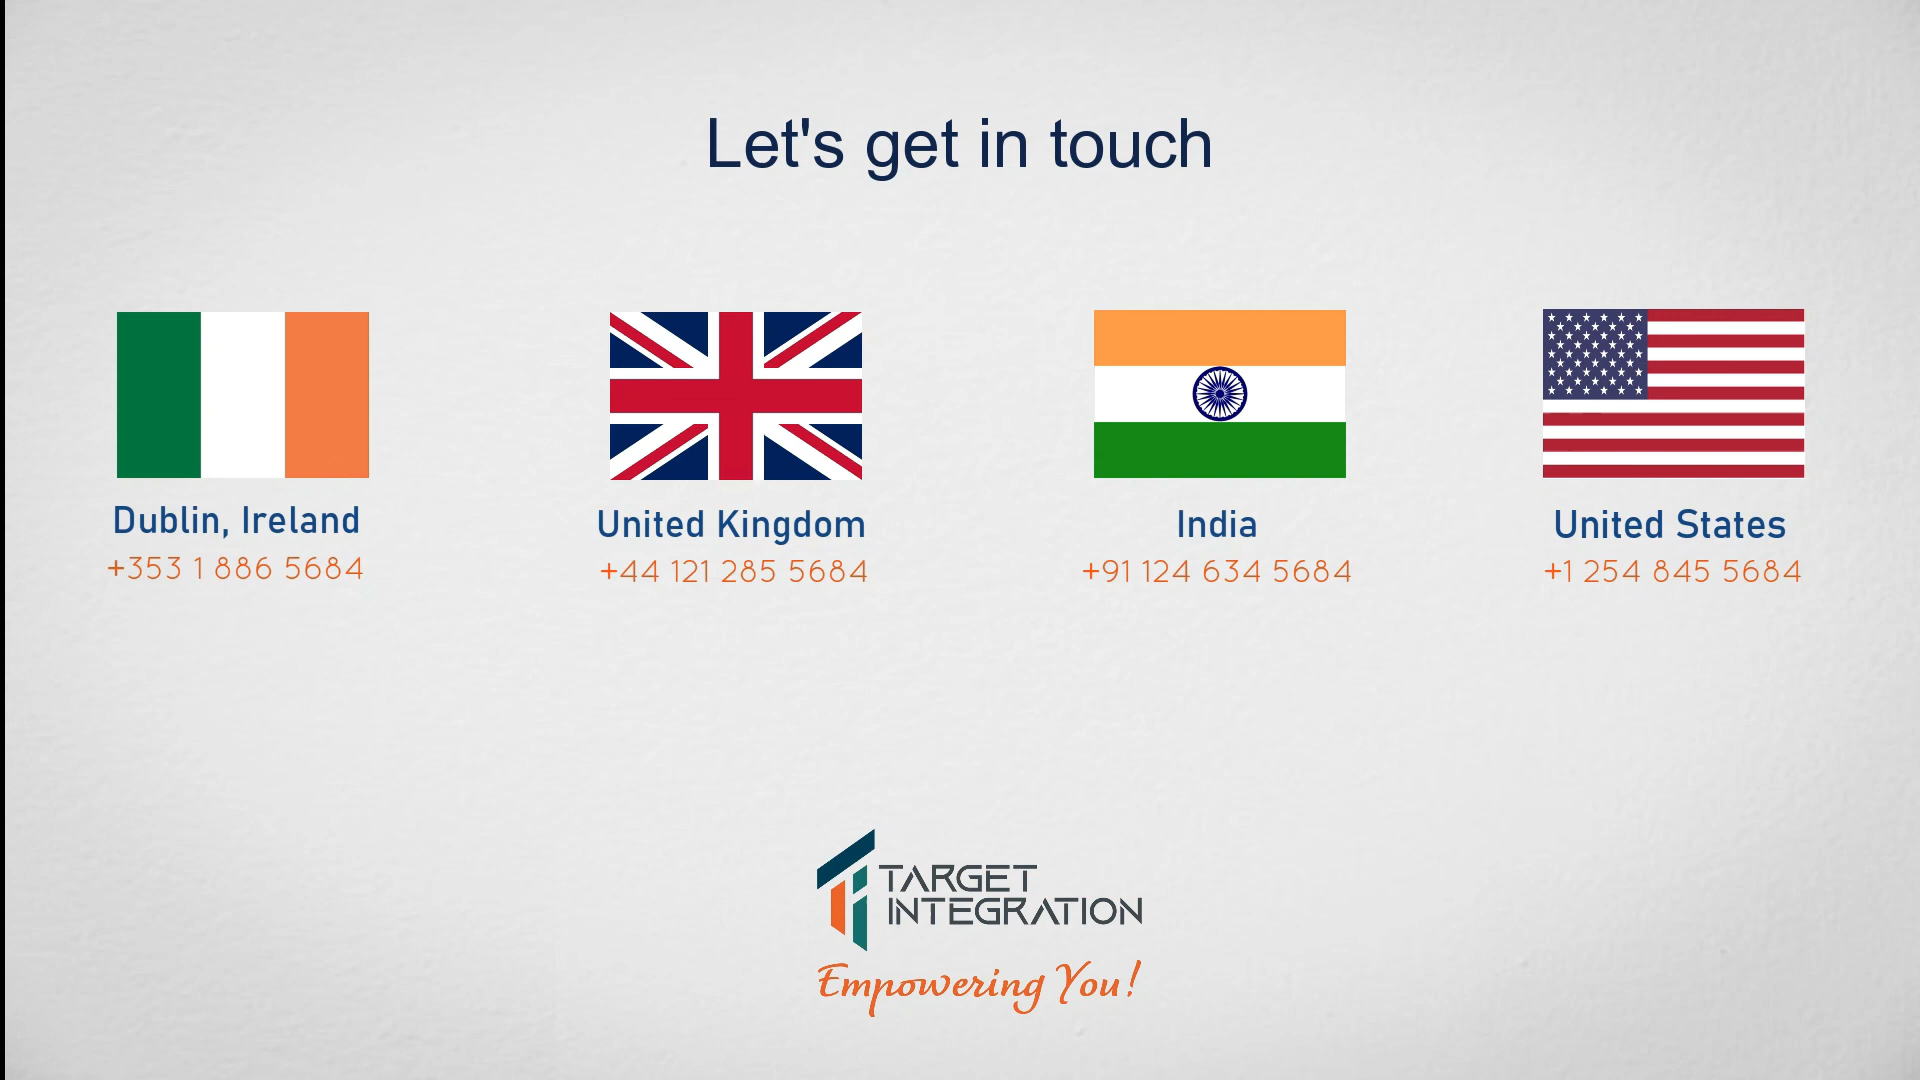 Let's get in touch
Dublin, Ireland
+353 1 886 5684
United Kingdom
+44 121 285 5684
India
+91 124 634 5684
United States
+1 254 845 5684
TARGET
INTEGRATION
Empowering You!